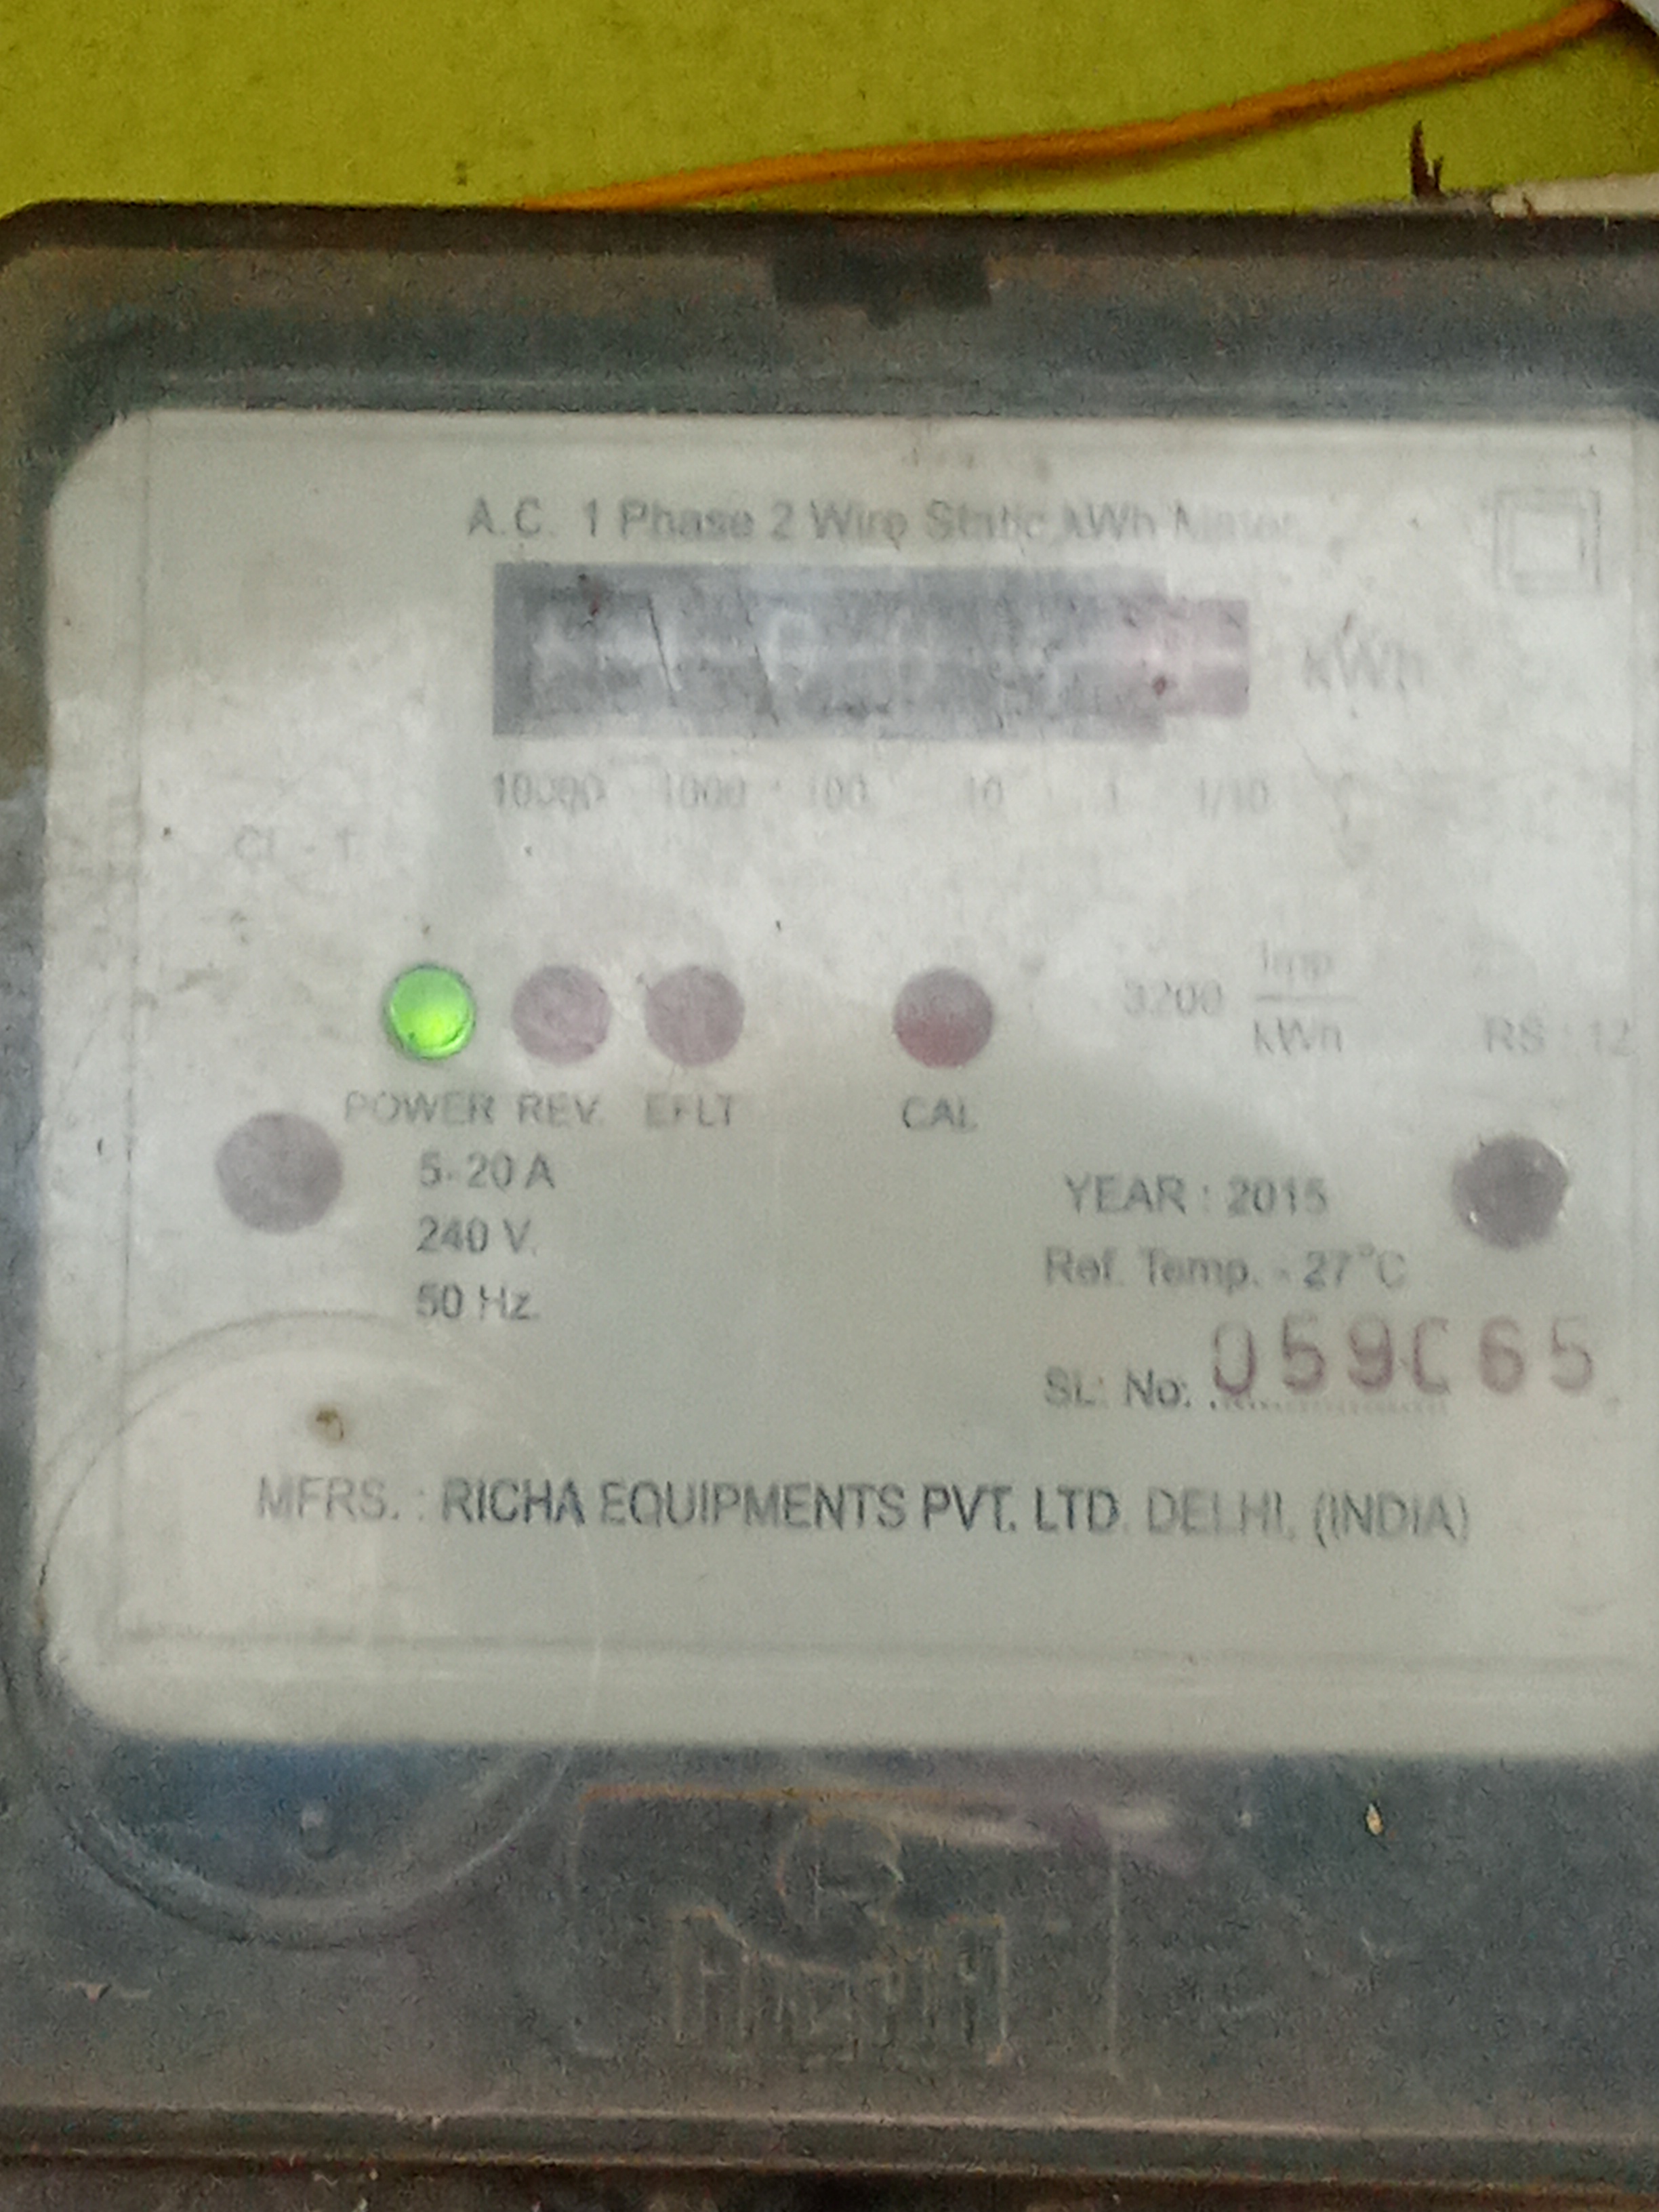 A.C. 1 Phase 2 Wire Static kWh Meter
kWh
10000 1000 100 10 1 1/10
CL - 1
3200 Imp
kWh
RS : 12
POWER REV. EFLT CAL
5-20 A
240 V.
50 Hz.
YEAR : 2015
Ref. Temp. - 27°C
SL. No. 059065
MFRS. : RICHA EQUIPMENTS PVT. LTD. DELHI, (INDIA)